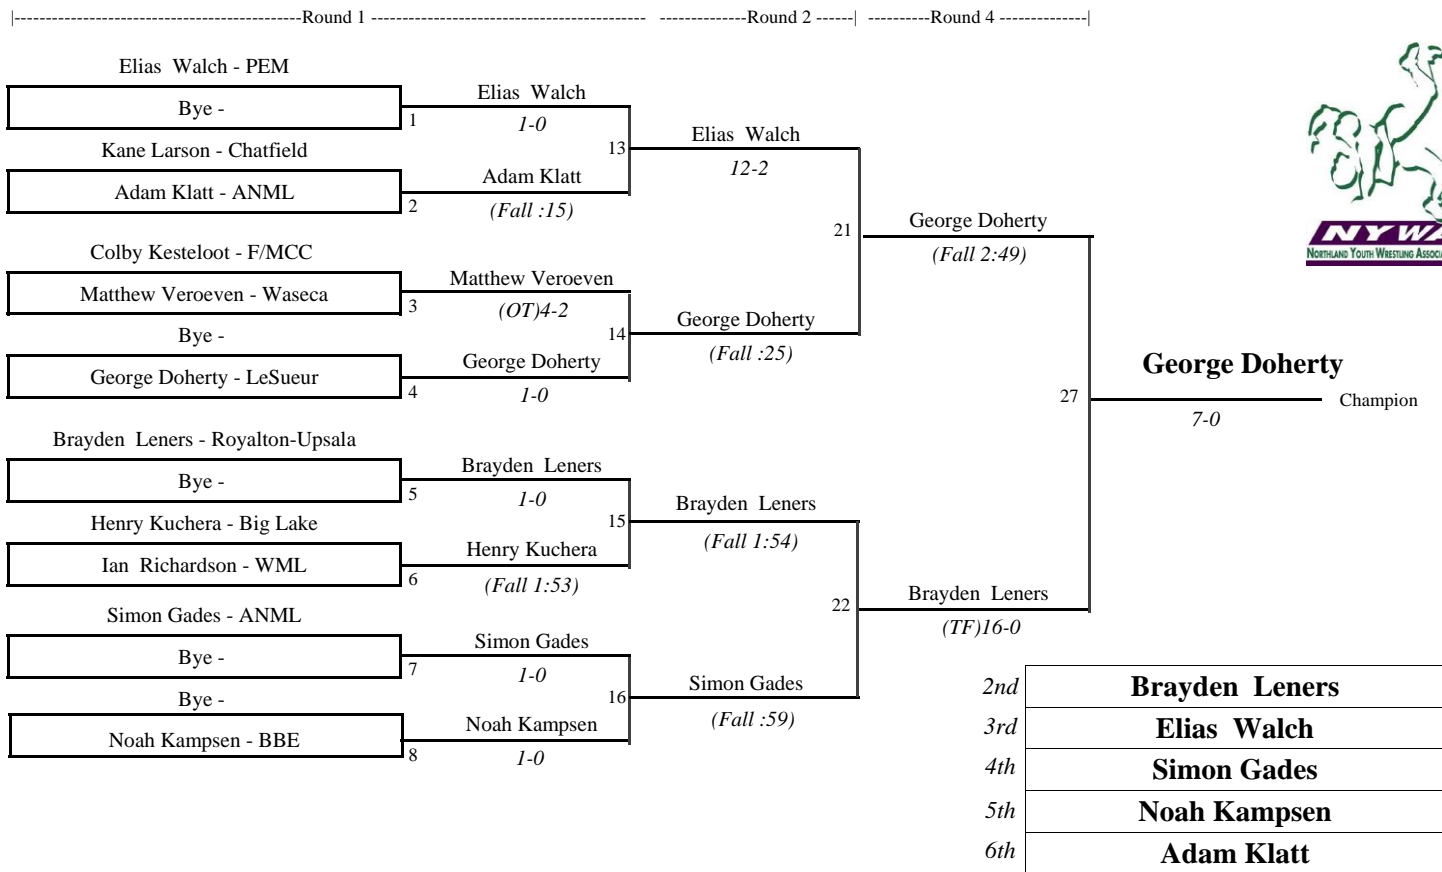 |----------------------------------------------Round 1 -------------------------------------------- --------------Round 2 ------| ----------Round 4 --------------|
Elias Walch - PEM
Bye -
1
Elias Walch
1-0
Kane Larson - Chatfield
Adam Klatt - ANML
2
Adam Klatt
(Fall :15)
13
Elias Walch
12-2
Colby Kesteloot - F/MCC
Matthew Veroeven - Waseca
3
Matthew Veroeven
(OT)4-2
Bye -
George Doherty - LeSueur
4
George Doherty
1-0
14
George Doherty
(Fall :25)
21
George Doherty
(Fall 2:49)
Brayden Leners - Royalton-Upsala
Bye -
5
Brayden Leners
1-0
Henry Kuchera - Big Lake
Ian Richardson - WML
6
Henry Kuchera
(Fall 1:53)
15
Brayden Leners
(Fall 1:54)
Simon Gades - ANML
Bye -
7
Simon Gades
1-0
Bye -
Noah Kampsen - BBE
8
Noah Kampsen
1-0
16
Simon Gades
(Fall :59)
22
Brayden Leners
(TF)16-0
27
George Doherty
Champion
7-0
NYWA
NORTHLAND YOUTH WRESTLING ASSOC
2nd Brayden Leners
3rd Elias Walch
4th Simon Gades
5th Noah Kampsen
6th Adam Klatt